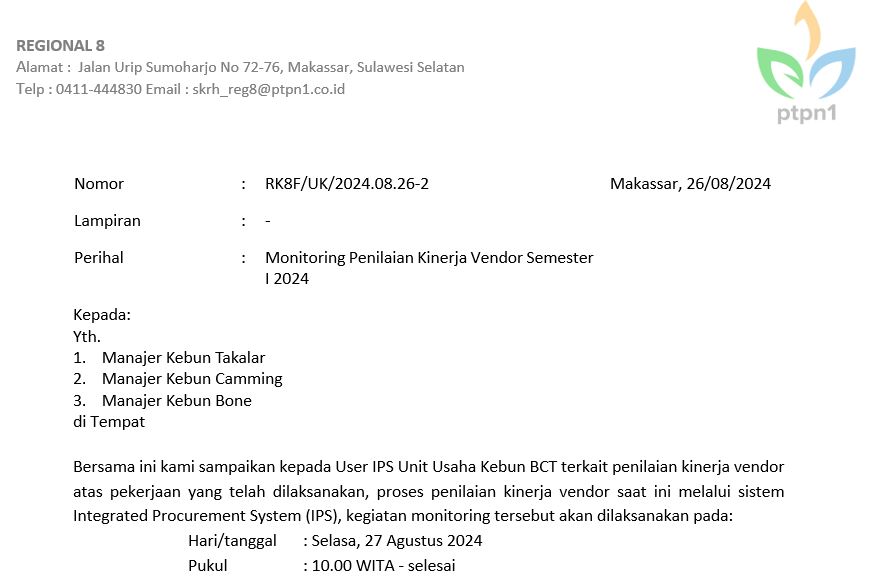 REGIONAL 8
Alamat : Jalan Urip Sumoharjo No 72-76, Makassar, Sulawesi Selatan
Telp : 0411-444830 Email : skrh_reg8@ptpn1.co.id
ptpn1
Nomor : RK8F/UK/2024.08.26-2 Makassar, 26/08/2024
Lampiran : -
Perihal : Monitoring Penilaian Kinerja Vendor Semester
I 2024
Kepada:
Yth.
1. Manajer Kebun Takalar
2. Manajer Kebun Camming
3. Manajer Kebun Bone
di Tempat
Bersama ini kami sampaikan kepada User IPS Unit Usaha Kebun BCT terkait penilaian kinerja vendor
atas pekerjaan yang telah dilaksanakan, proses penilaian kinerja vendor saat ini melalui sistem
Integrated Procurement System (IPS), kegiatan monitoring tersebut akan dilaksanakan pada:
Hari/tanggal : Selasa, 27 Agustus 2024
Pukul : 10.00 WITA - selesai